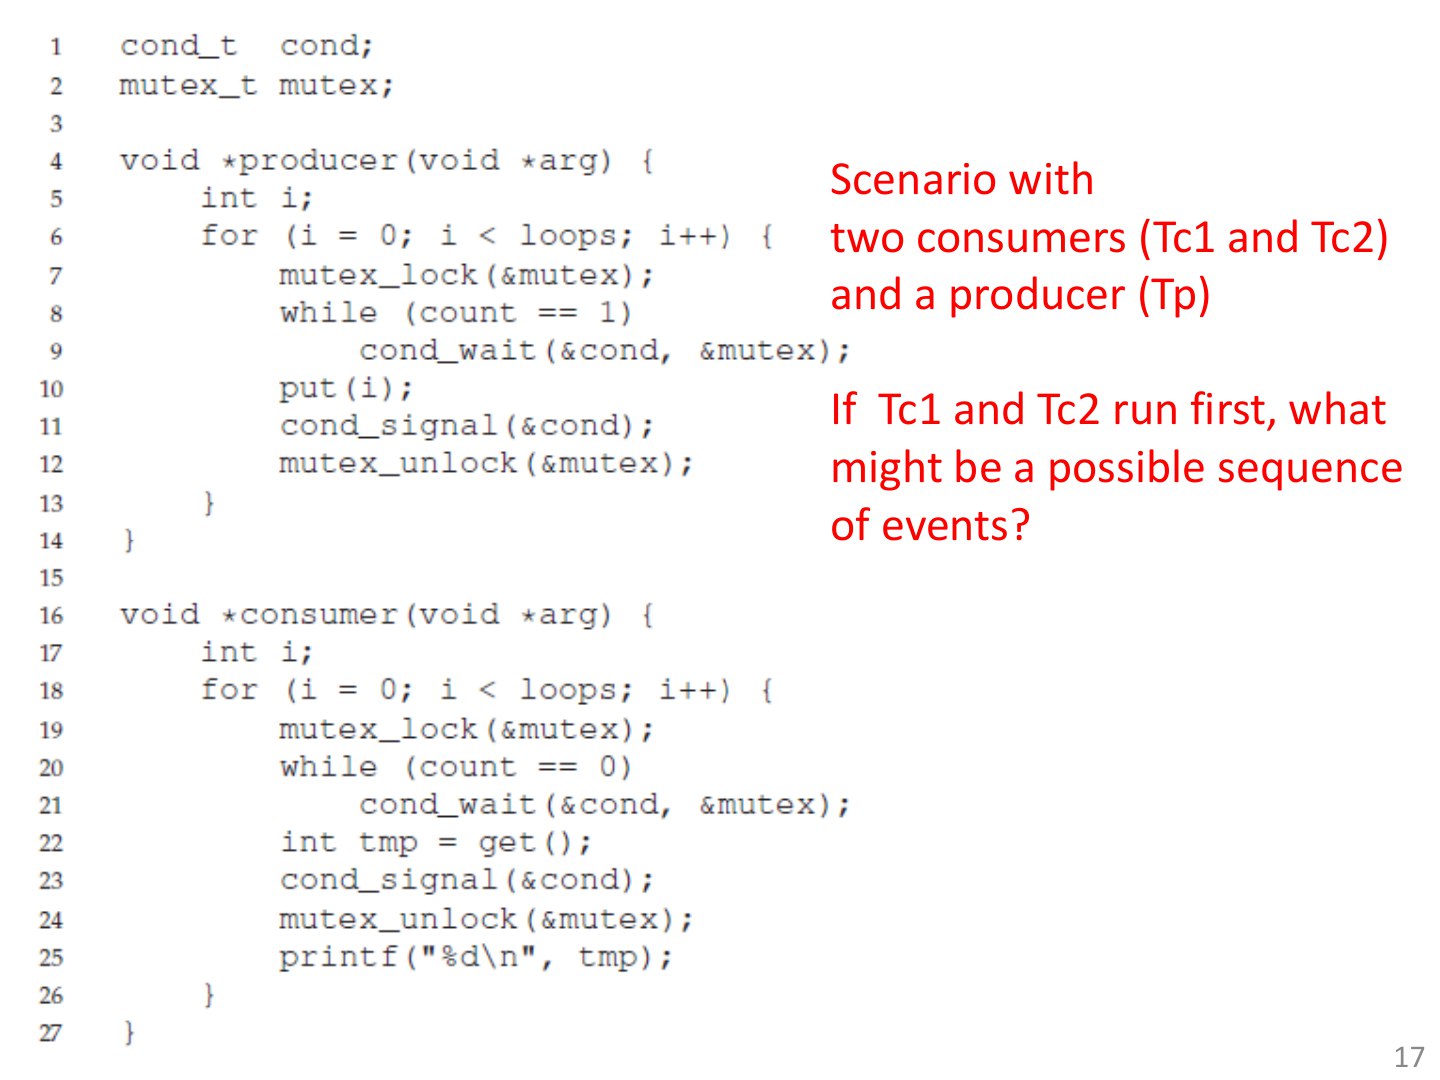 1 cond_t cond;
2 mutex_t mutex;
3
4 void *producer(void *arg) {
5 int i;
6 for (i = 0; i < loops; i++) {
7 mutex_lock(&mutex);
8 while (count == 1)
9 cond_wait(&cond, &mutex);
10 put(i);
11 cond_signal(&cond);
12 mutex_unlock(&mutex);
13 }
14 }
15
16 void *consumer(void *arg) {
17 int i;
18 for (i = 0; i < loops; i++) {
19 mutex_lock(&mutex);
20 while (count == 0)
21 cond_wait(&cond, &mutex);
22 int tmp = get();
23 cond_signal(&cond);
24 mutex_unlock(&mutex);
25 printf("%d\n", tmp);
26 }
27 }
Scenario with
two consumers (Tc1 and Tc2)
and a producer (Tp)
If Tc1 and Tc2 run first, what
might be a possible sequence
of events?
17